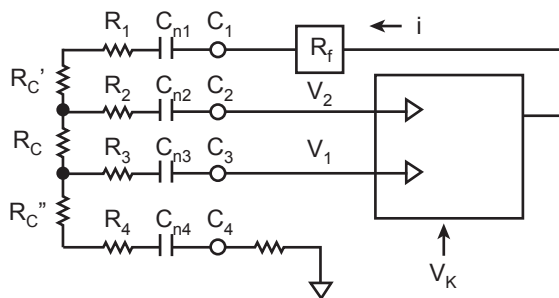 R1 Cn1 C1 i
Rf
RC'
R2 Cn2 C2 V2
RC
R3 Cn3 C3 V1
RC"
R4 Cn4 C4
VK